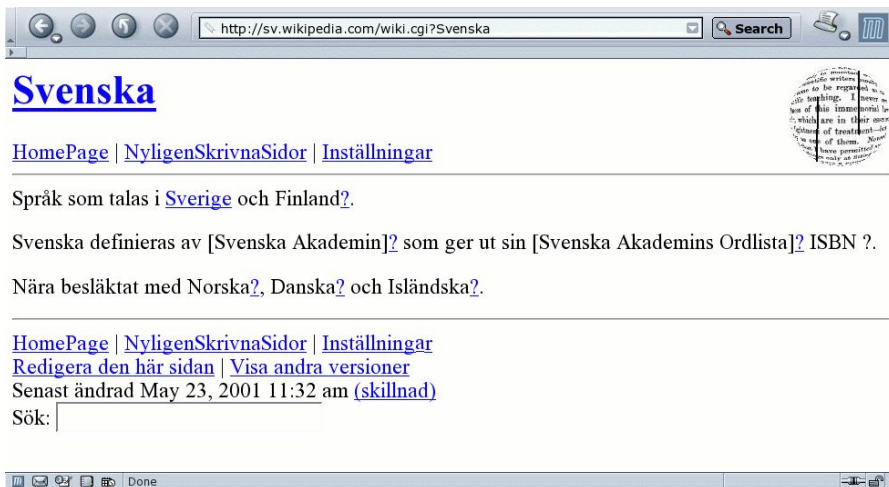 http://sv.wikipedia.com/wiki.cgi?Svenska
Search
Svenska
HomePage | NyligenSkrivnaSidor | Inställningar
Språk som talas i Sverige och Finland?.
Svenska definieras av [Svenska Akademin]? som ger ut sin [Svenska Akademins Ordlista]? ISBN ?.
Nära besläktat med Norska?, Danska? och Isländska?.
HomePage | NyligenSkrivnaSidor | Inställningar
Redigera den här sidan | Visa andra versioner
Senast ändrad May 23, 2001 11:32 am (skillnad)
Sök:
Done